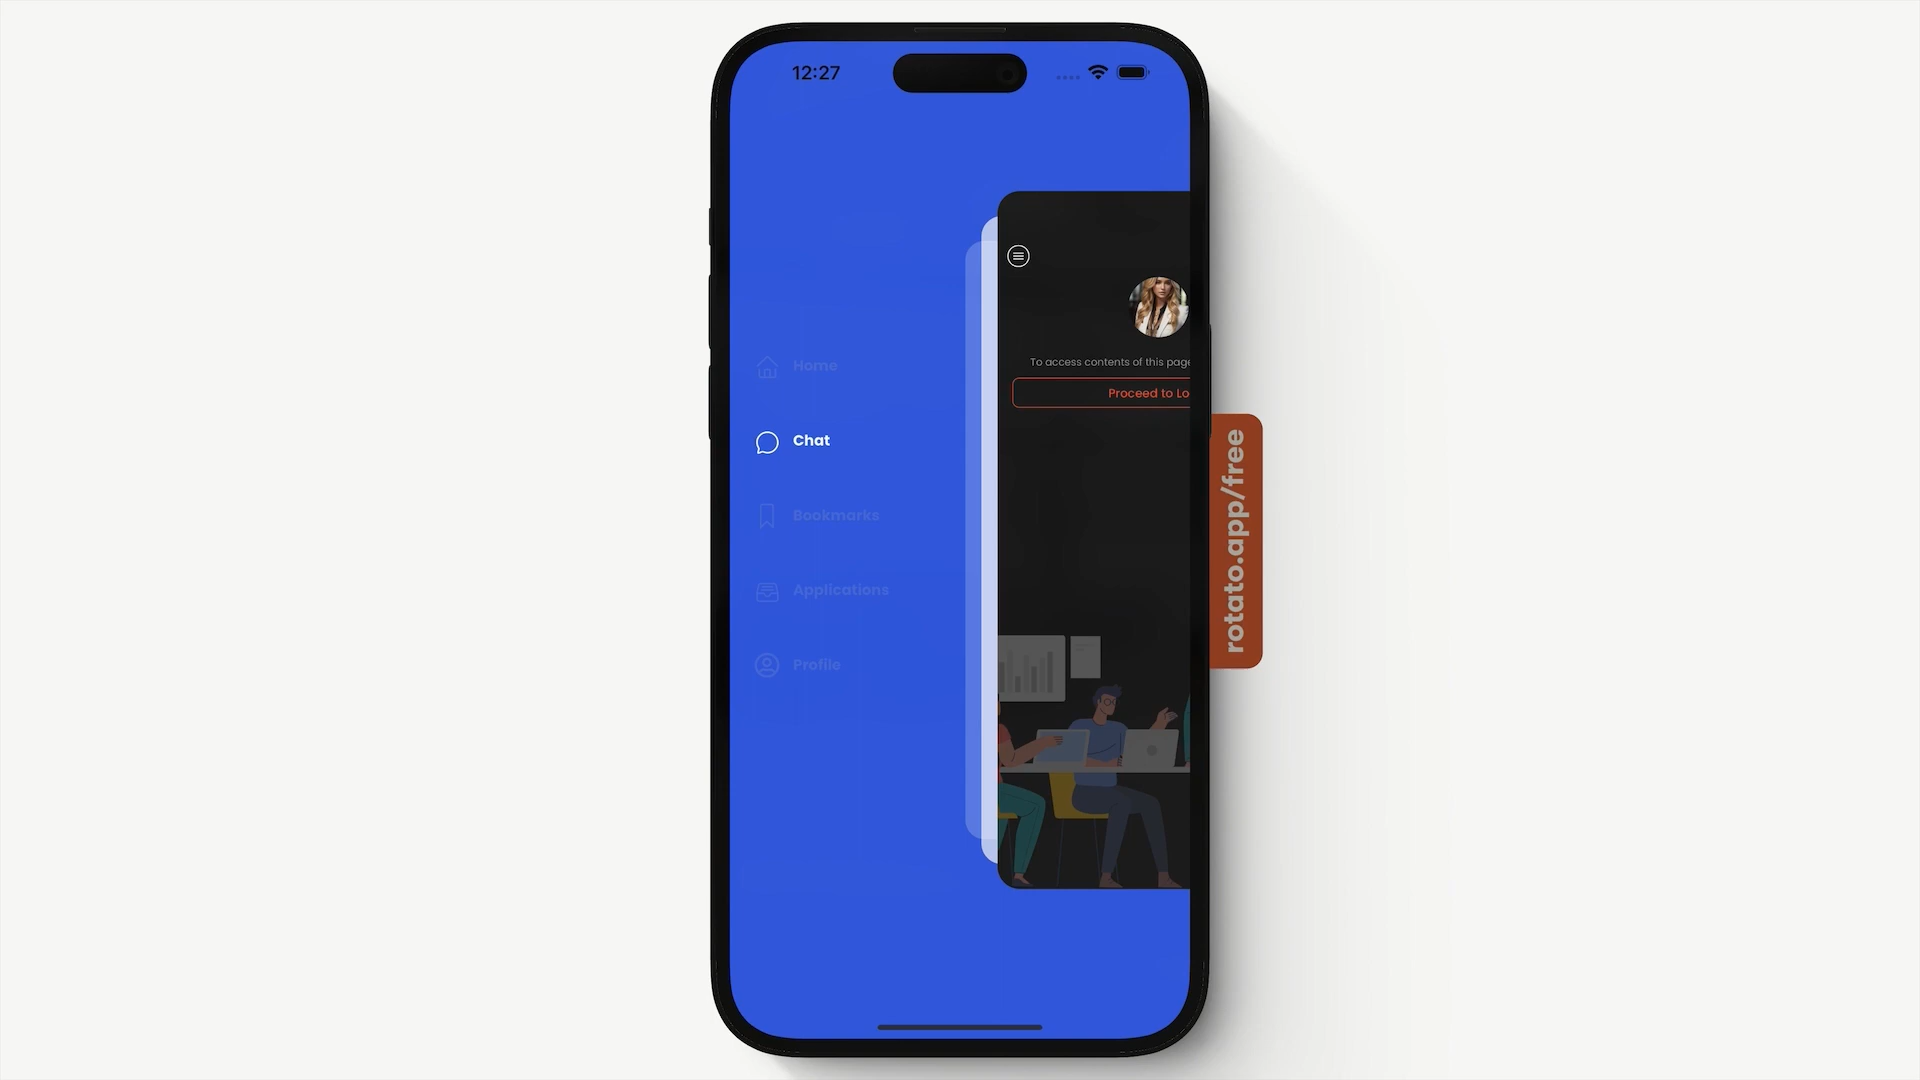 12:27
Home
Chat
Bookmarks
Applications
Profile
To access contents of this page
Proceed to Lo
rotato.app/free